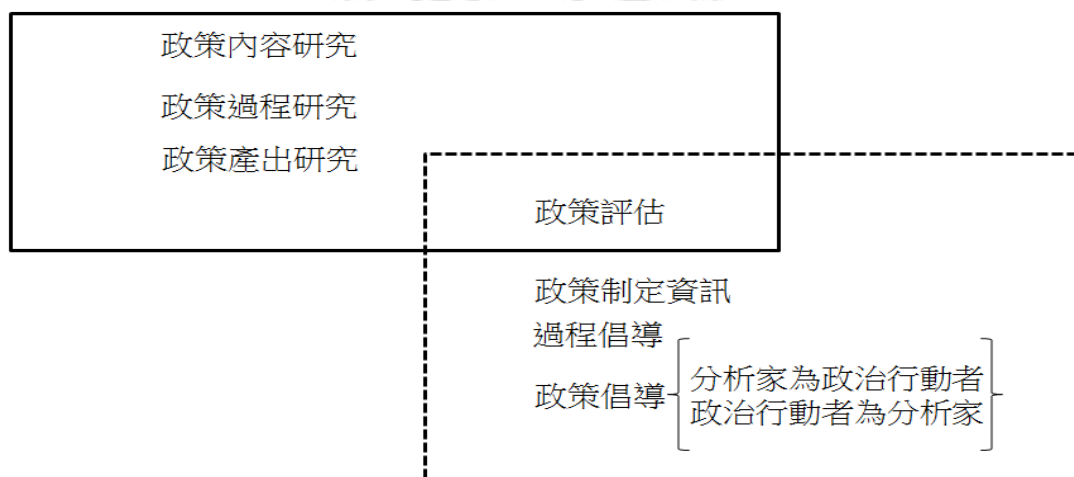 政策內容研究
政策過程研究
政策產出研究
政策評估
政策制定資訊
過程倡導
政策倡導
分析家為政治行動者
政治行動者為分析家